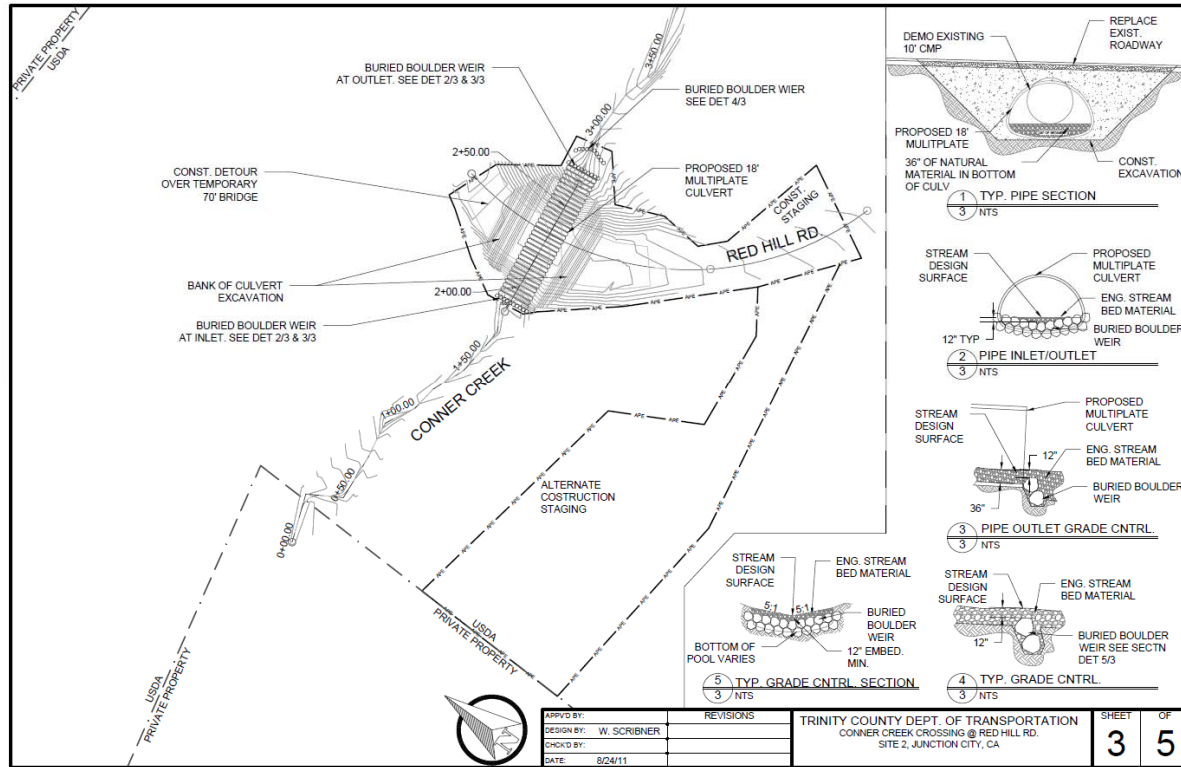 PRIVATE PROPERTY
USDA
BURIED BOULDER WEIR
AT OUTLET. SEE DET 2/3 & 3/3
3+50.00
BURIED BOULDER WIER
SEE DET 4/3
3+00.00
2+50.00
CONST. DETOUR
OVER TEMPORARY
70' BRIDGE
PROPOSED 18'
MULTIPLATE
CULVERT
CONST.
STAGING
RED HILL RD.
BANK OF CULVERT
EXCAVATION
2+00.00
BURIED BOULDER WEIR
AT INLET. SEE DET 2/3 & 3/3
1+50.00
CONNER CREEK
1+00.00
0+50.00
0+00.00
ALTERNATE
COSTRUCTION
STAGING
APE
USDA
PRIVATE PROPERTY
USDA
PRIVATE PROPERTY
REPLACE
EXIST.
ROADWAY
DEMO EXISTING
10' CMP
PROPOSED 18'
MULITPLATE
36" OF NATURAL
MATERIAL IN BOTTOM
OF CULV
CONST.
EXCAVATION
1
3
TYP. PIPE SECTION
NTS
STREAM
DESIGN
SURFACE
PROPOSED
MULTIPLATE
CULVERT
ENG. STREAM
BED MATERIAL
BURIED BOULDER
WEIR
12" TYP
2
3
PIPE INLET/OUTLET
NTS
STREAM
DESIGN
SURFACE
PROPOSED
MULTIPLATE
CULVERT
12"
ENG. STREAM
BED MATERIAL
BURIED BOULDER
WEIR
36"
3
3
PIPE OUTLET GRADE CNTRL.
NTS
STREAM
DESIGN
SURFACE
ENG. STREAM
BED MATERIAL
5:1
5:1
BURIED
BOULDER
WEIR
BOTTOM OF
POOL VARIES
12" EMBED.
MIN.
5
3
TYP. GRADE CNTRL. SECTION
NTS
STREAM
DESIGN
SURFACE
ENG. STREAM
BED MATERIAL
12"
BURIED BOULDER
WEIR SEE SECTN
DET 5/3
4
3
TYP. GRADE CNTRL.
NTS
APPV'D BY:
DESIGN BY: W. SCRIBNER
CHCK'D BY:
DATE: 8/24/11
REVISIONS
TRINITY COUNTY DEPT. OF TRANSPORTATION
CONNER CREEK CROSSING @ RED HILL RD.
SITE 2, JUNCTION CITY, CA
SHEET
3
OF
5